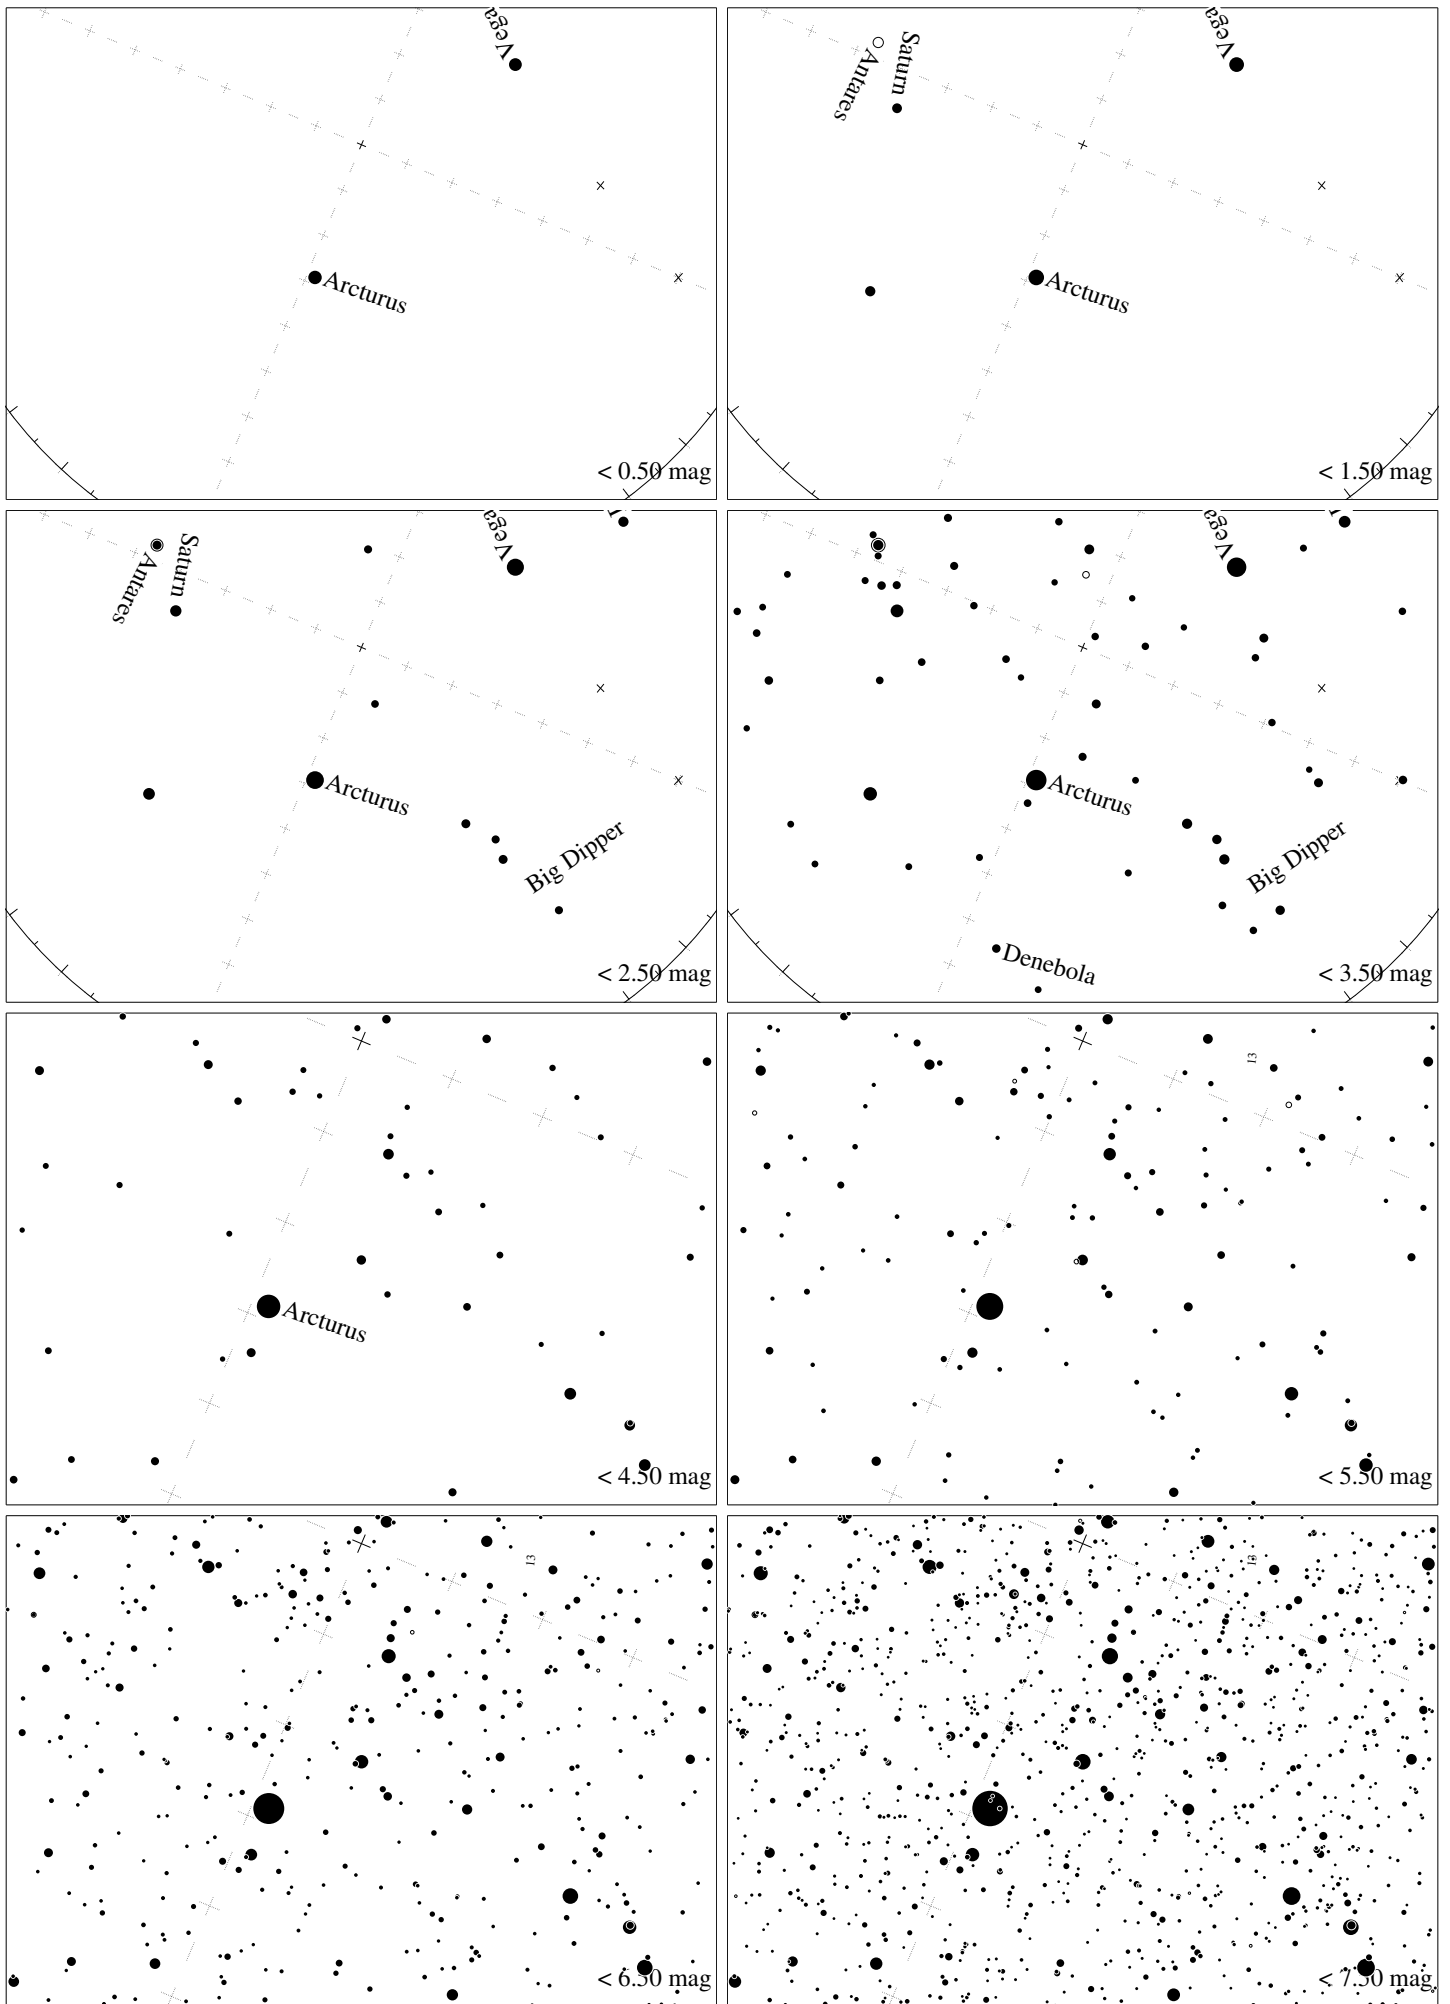 Vega
Arcturus
< 0.50 mag
Saturn
Antares
Vega
Arcturus
< 1.50 mag
Saturn
Antares
Vega
Arcturus
Big Dipper
< 2.50 mag
Vega
Arcturus
Big Dipper
Denebola
< 3.50 mag
Arcturus
< 4.50 mag
13
< 5.50 mag
13
< 6.50 mag
13
< 7.50 mag